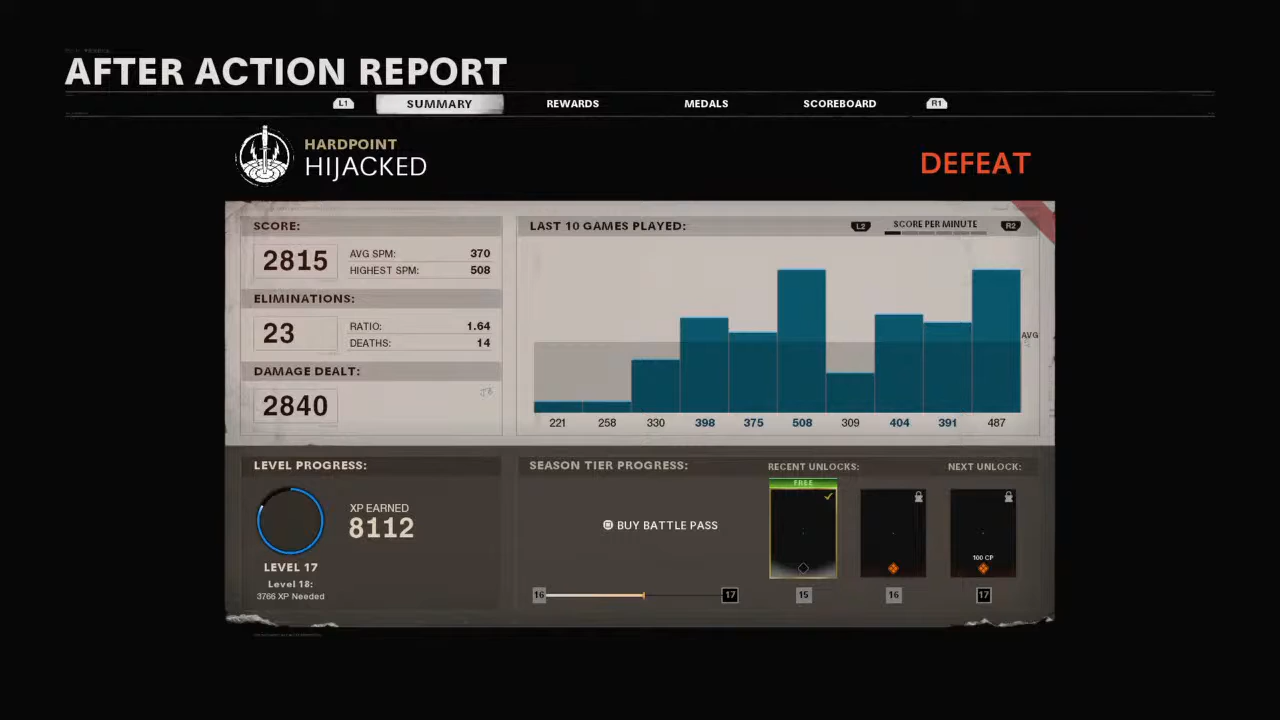 AFTER ACTION REPORT
L1 SUMMARY REWARDS MEDALS SCOREBOARD R1
HARDPOINT
HIJACKED
DEFEAT
SCORE:
2815
AVG SPM: 370
HIGHEST SPM: 508
ELIMINATIONS:
23
RATIO: 1.64
DEATHS: 14
DAMAGE DEALT:
2840
LAST 10 GAMES PLAYED:
L2 SCORE PER MINUTE R2
AVG
221 258 330 398 375 508 309 404 391 487
LEVEL PROGRESS:
XP EARNED
8112
LEVEL 17
Level 18:
3766 XP Needed
SEASON TIER PROGRESS:
BUY BATTLE PASS
16 17
RECENT UNLOCKS: NEXT UNLOCK:
FREE
100 CP
15 16 17